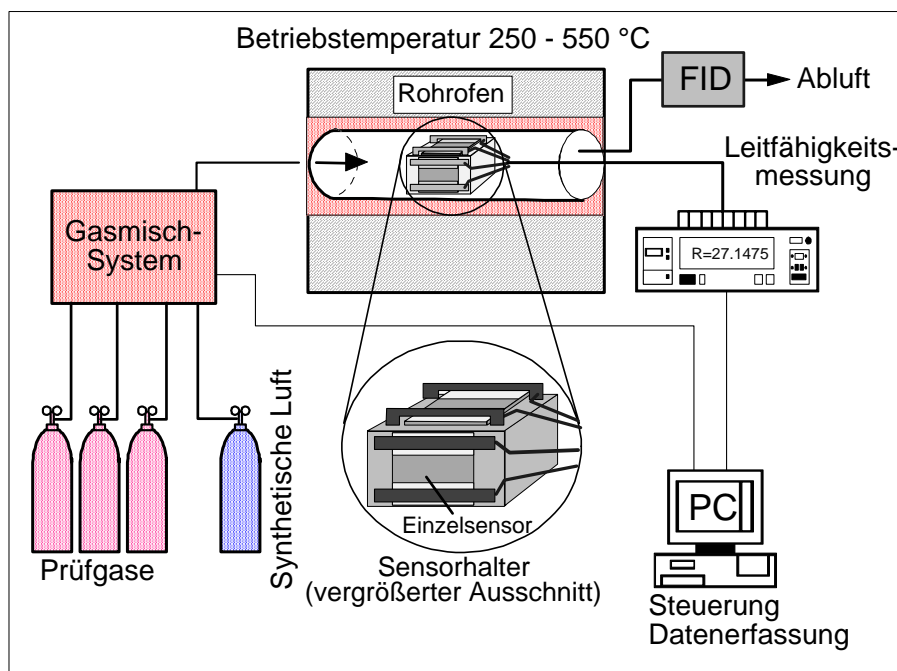 Betriebstemperatur 250 - 550 °C
Rohrofen
FID
Abluft
Leitfähigkeits-
messung
R=27.1475
Gasmisch-
System
Synthetische Luft
Prüfgase
Einzelsensor
Sensorhalter
(vergrößerter Ausschnitt)
PC
Steuerung
Datenerfassung